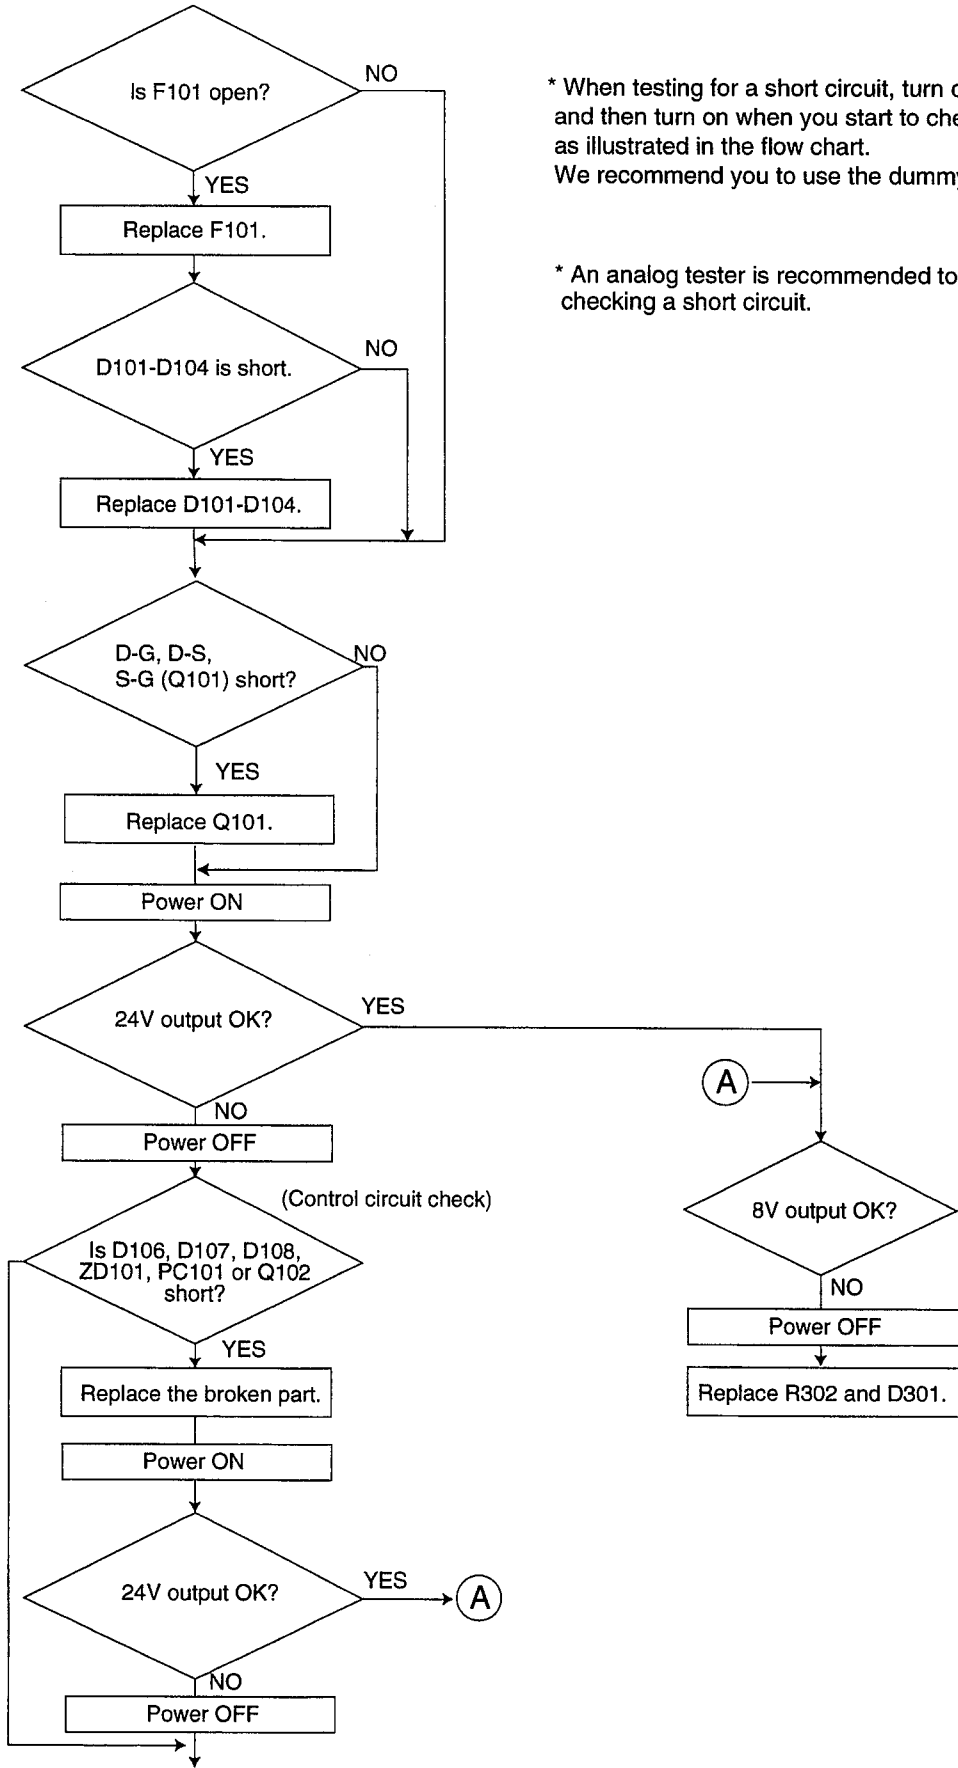 Is F101 open?
NO
YES
Replace F101.
D101-D104 is short.
NO
YES
Replace D101-D104.
D-G, D-S,
S-G (Q101) short?
NO
YES
Replace Q101.
Power ON
24V output OK?
YES
NO
Power OFF
(Control circuit check)
Is D106, D107, D108,
ZD101, PC101 or Q102
short?
YES
Replace the broken part.
Power ON
24V output OK?
YES
A
NO
Power OFF
* When testing for a short circuit, turn
and then turn on when you start to
as illustrated in the flow chart.
We recommend you to use the dummy
* An analog tester is recommended to
checking a short circuit.
A
8V output OK?
NO
Power OFF
Replace R302 and D301.